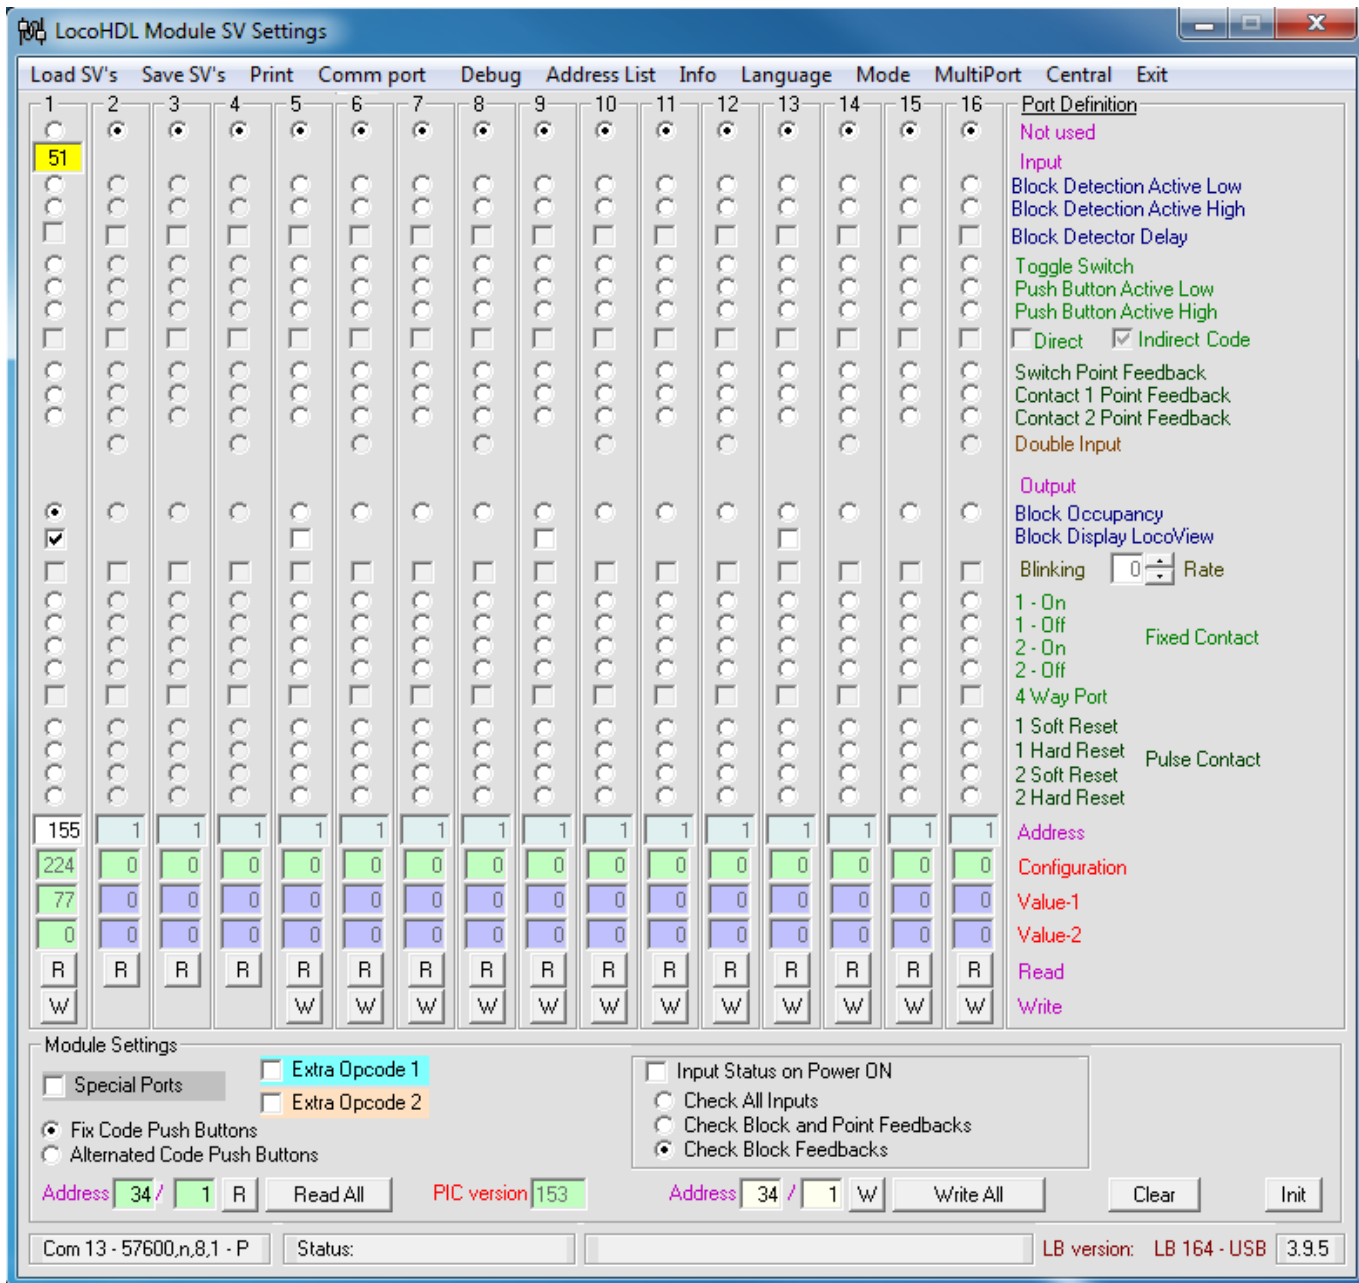 LocoHDL Module SV Settings
Load SV's Save SV's Print Comm port Debug Address List Info Language Mode MultiPort Central Exit
1 2 3 4 5 6 7 8 9 10 11 12 13 14 15 16 Port Definition
Not used
51
Input
Block Detection Active Low
Block Detection Active High
Block Detector Delay
Toggle Switch
Push Button Active Low
Push Button Active High
Direct Indirect Code
Switch Point Feedback
Contact 1 Point Feedback
Contact 2 Point Feedback
Double Input
Output
Block Occupancy
Block Display LocoView
Blinking 0 Rate
1 - On
1 - Off
Fixed Contact
2 - On
2 - Off
4 Way Port
1 Soft Reset
1 Hard Reset
Pulse Contact
2 Soft Reset
2 Hard Reset
155 1 1 1 1 1 1 1 1 1 1 1 1 1 1 1 Address
224 0 0 0 0 0 0 0 0 0 0 0 0 0 0 0 Configuration
77 0 0 0 0 0 0 0 0 0 0 0 0 0 0 0 Value-1
0 0 0 0 0 0 0 0 0 0 0 0 0 0 0 0 Value-2
R R R R R R R R R R R R R R R R Read
W W W W W W W W W W W W W Write
Module Settings
Special Ports
Extra Opcode 1
Extra Opcode 2
Fix Code Push Buttons
Alternated Code Push Buttons
Input Status on Power ON
Check All Inputs
Check Block and Point Feedbacks
Check Block Feedbacks
Address 34 / 1 R Read All PIC version 153 Address 34 / 1 W Write All Clear Init
Com 13 - 57600,n,8,1 - P Status: LB version: LB 164 - USB 3.9.5